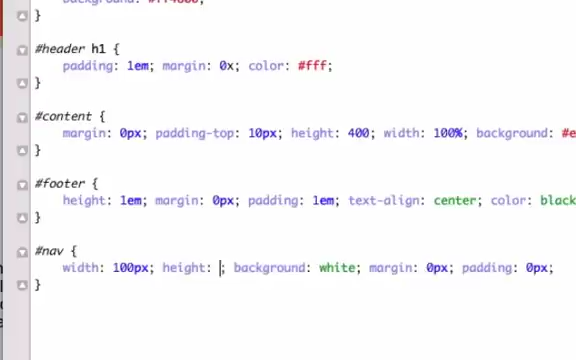 background: #ff4800;
}
#header h1 {
padding: 1em; margin: 0x; color: #fff;
}
#content {
margin: 0px; padding-top: 10px; height: 400; width: 100%; background: #e
}
#footer {
height: 1em; margin: 0px; padding: 1em; text-align: center; color: black
}
#nav {
width: 100px; height: ; background: white; margin: 0px; padding: 0px;
}